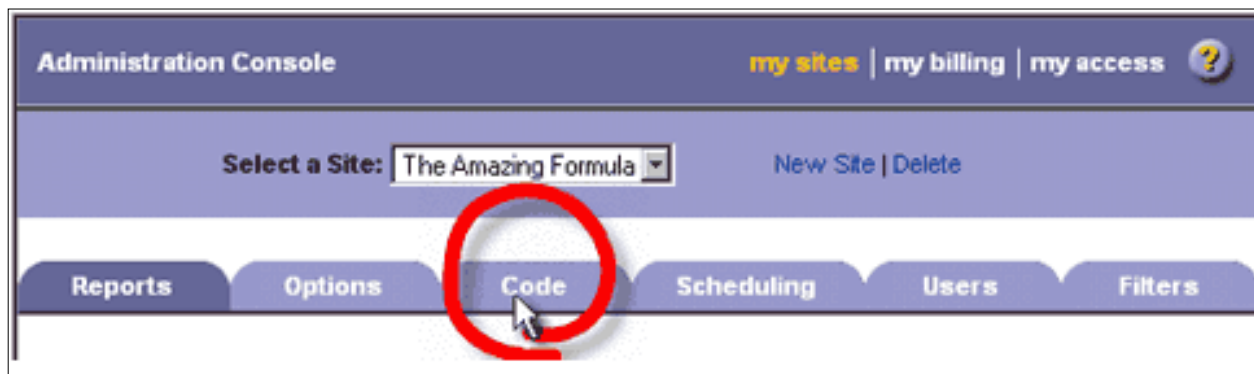 Administration Console my sites | my billing | my access ?
Select a Site: The Amazing Formula New Site | Delete
Reports Options Code Scheduling Users Filters